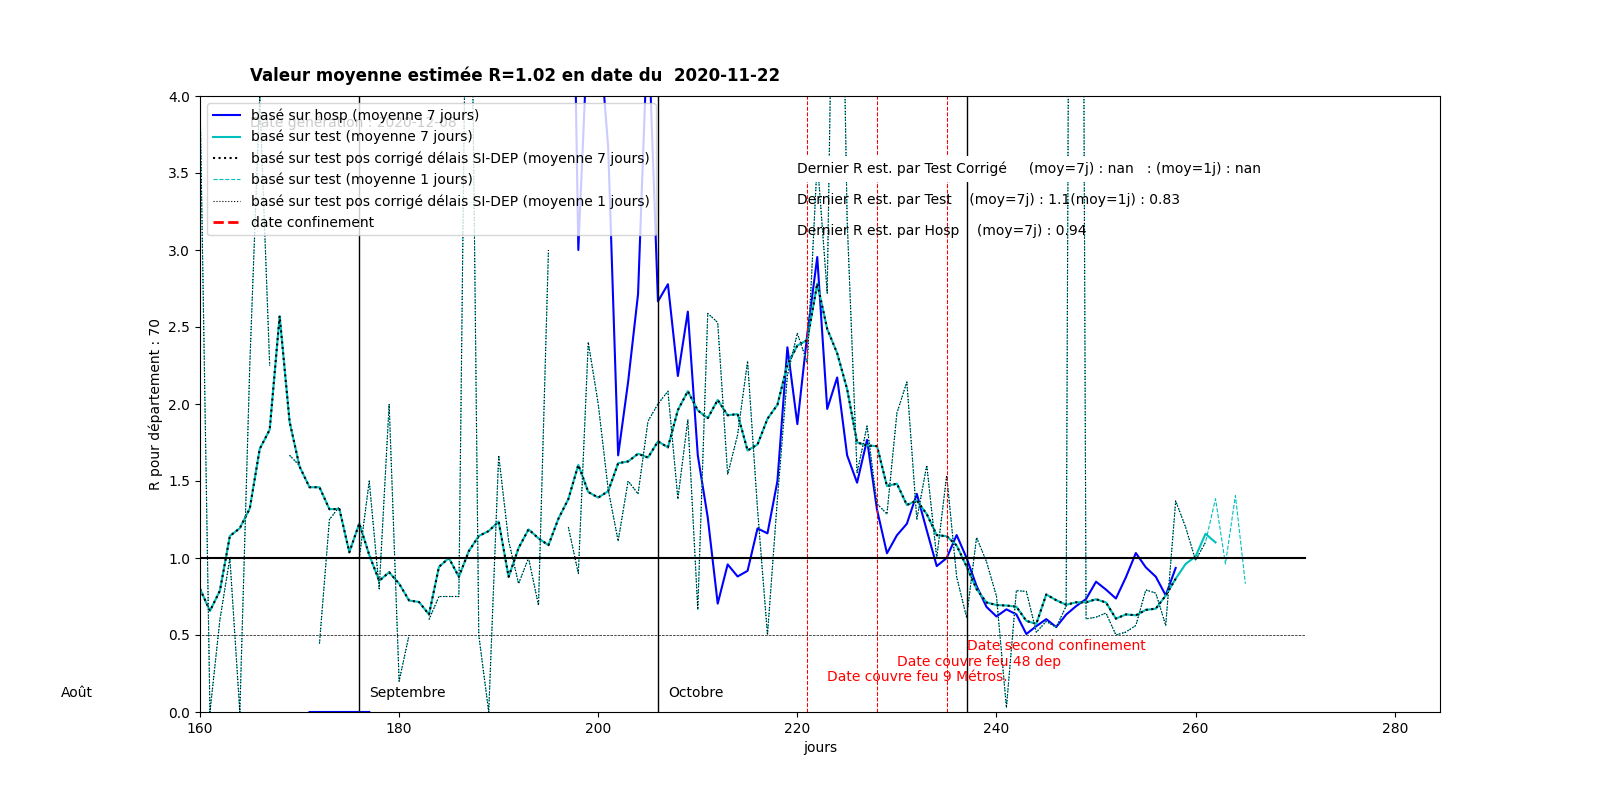 Valeur moyenne estimée R=1.02 en date du  2020-11-22
Date génération : 2020-12-08
basé sur hosp (moyenne 7 jours)
basé sur test (moyenne 7 jours)
basé sur test pos corrigé délais SI-DEP (moyenne 7 jours)
basé sur test (moyenne 1 jours)
basé sur test pos corrigé délais SI-DEP (moyenne 1 jours)
date confinement
Dernier R est. par Test Corrigé     (moy=7j) : nan   : (moy=1j) : nan
Dernier R est. par Test    (moy=7j) : 1.1(moy=1j) : 0.83
Dernier R est. par Hosp    (moy=7j) : 0.94
R pour département : 70
4.0
3.5
3.0
2.5
2.0
1.5
1.0
0.5
0.0
Date second confinement
Date couvre feu 48 dep
Date couvre feu 9 Métros
Août
Septembre
Octobre
160
180
200
220
240
260
280
jours